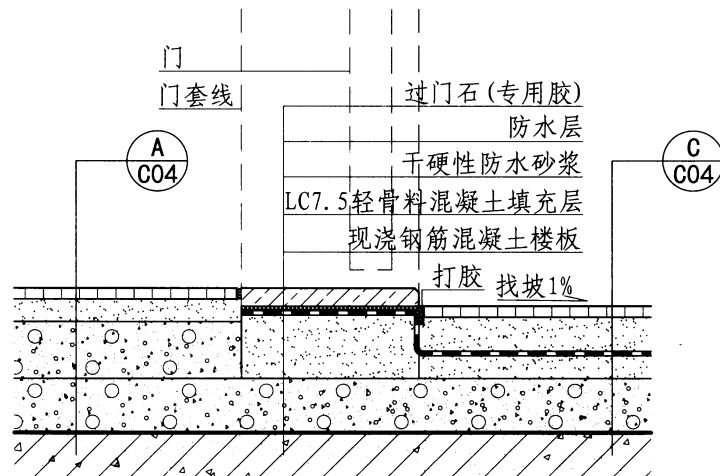 门
门套线
过门石(专用胶)
防水层
干硬性防水砂浆
LC7.5轻骨料混凝土填充层
现浇钢筋混凝土楼板
A
C04
C
C04
打胶
找坡1%